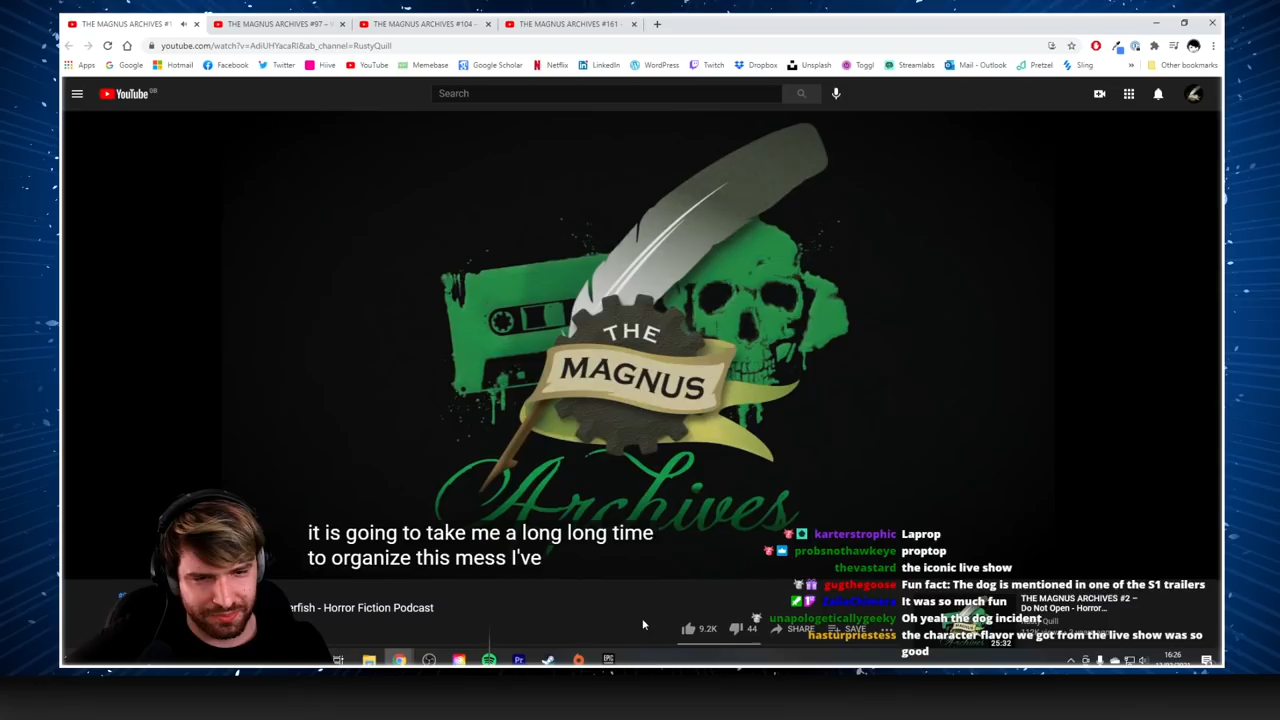 THE MAGNUS ARCHIVES #1
THE MAGNUS ARCHIVES #97 –
THE MAGNUS ARCHIVES #104 –
THE MAGNUS ARCHIVES #161 –
youtube.com/watch?v=AdiUHYacaRI&ab_channel=RustyQuill
Apps
Google
Hotmail
Facebook
Twitter
Hiive
YouTube
Memebase
Google Scholar
Netflix
LinkedIn
WordPress
Twitch
Dropbox
Unsplash
Toggl
Streamlabs
Mail - Outlook
Pretzel
Sling
»
Other bookmarks
YouTube GB
Search
THE
MAGNUS
Archives
it is going to take me a long long time
to organize this mess I've
karterstrophic Laprop
probsnothawkeye proptop
thevastard the iconic live show
gugthegoose Fun fact: The dog is mentioned in one of the S1 trailers
It was so much fun
unapologeticallygeeky Oh yeah the dog incident
hasturpriestess the character flavor we got from the live show was so
good
erfish - Horror Fiction Podcast
9.2K
44
SHARE
SAVE
THE MAGNUS ARCHIVES #2 –
Do Not Open - Horror...
25:32
16:26